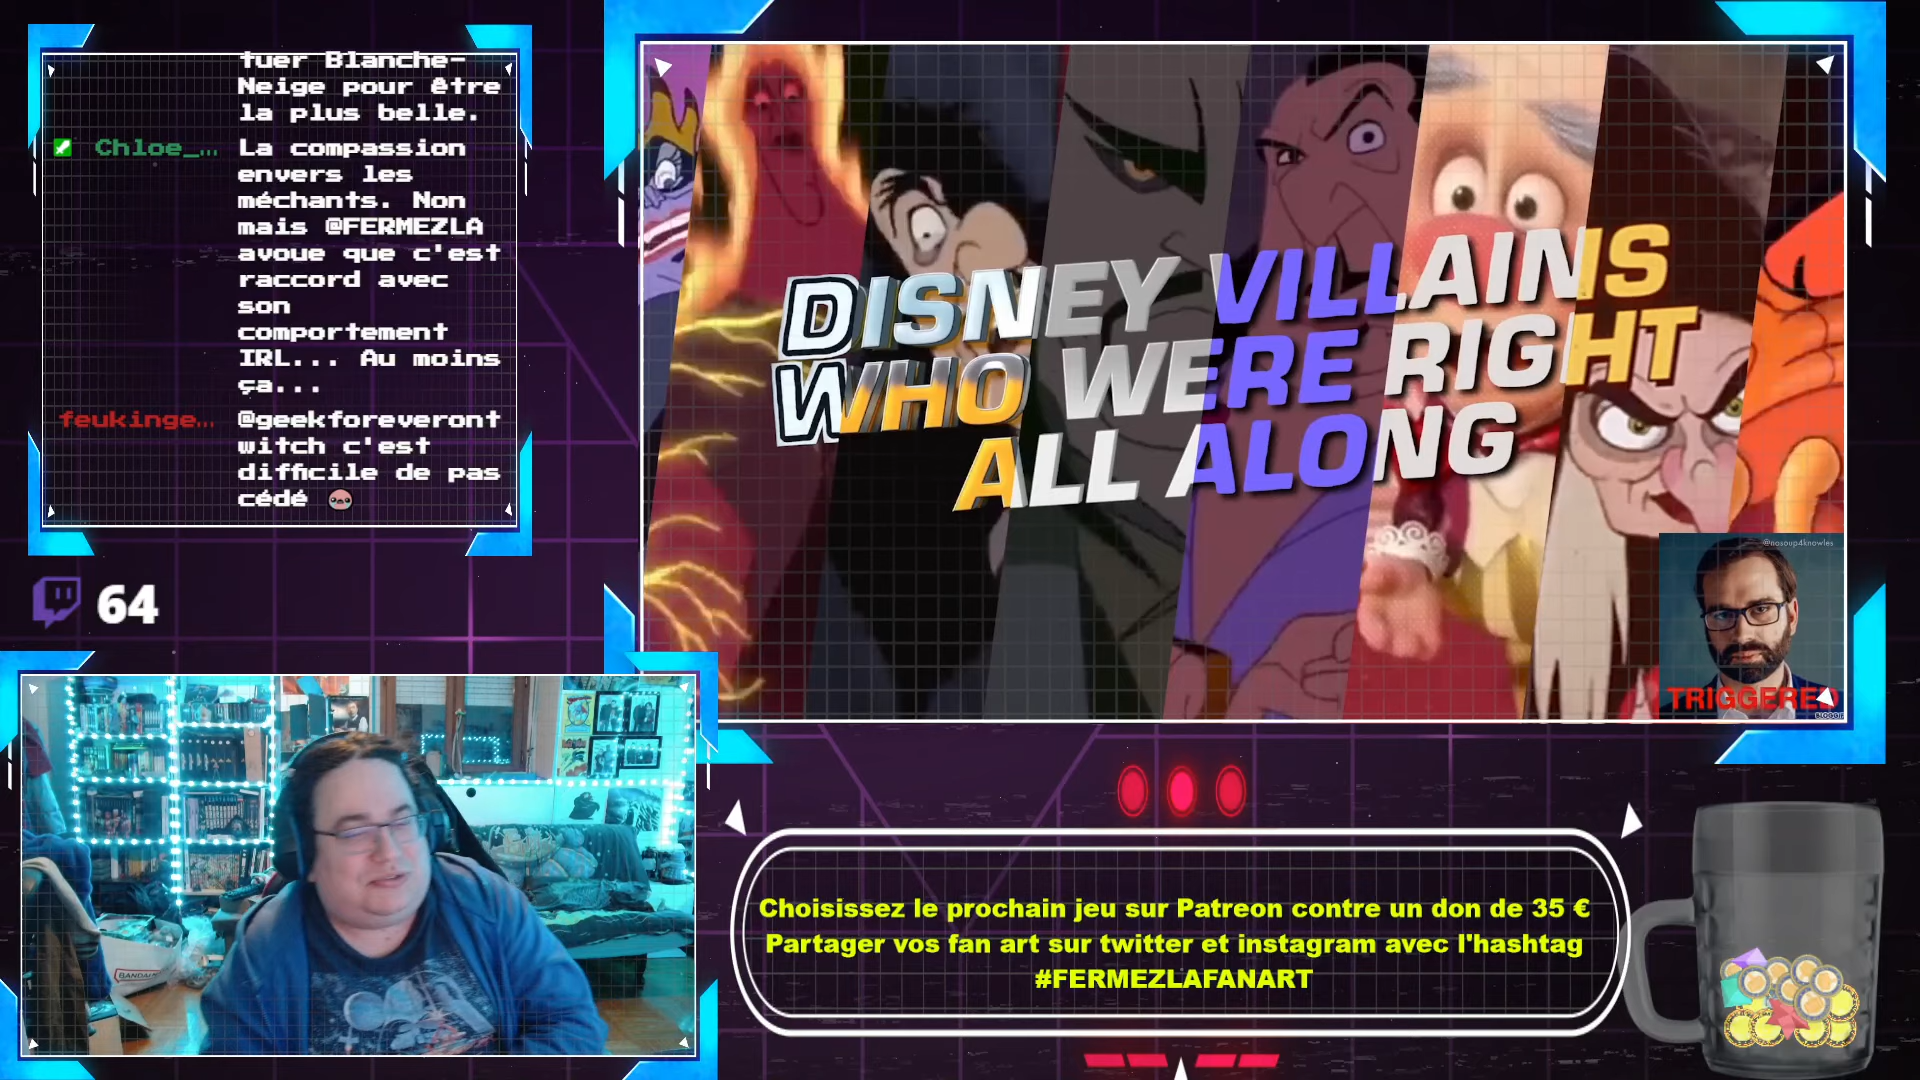 tuer Blanche-
Neige pour être
la plus belle.
Chloe_... La compassion
envers les
méchants. Non
mais @FERMEZLA
avoue que c'est
raccord avec
son
comportement
IRL... Au moins
ça...
feukinge... @geekforeveront
witch c'est
difficile de pas
cédé
64
DISNEY VILLAINS
WHO WERE RIGHT
ALL ALONG
@nasoup4knowles
TRIGGERED
BANDAI
Choisissez le prochain jeu sur Patreon contre un don de 35 €
Partager vos fan art sur twitter et instagram avec l'hashtag
#FERMEZLAFANART